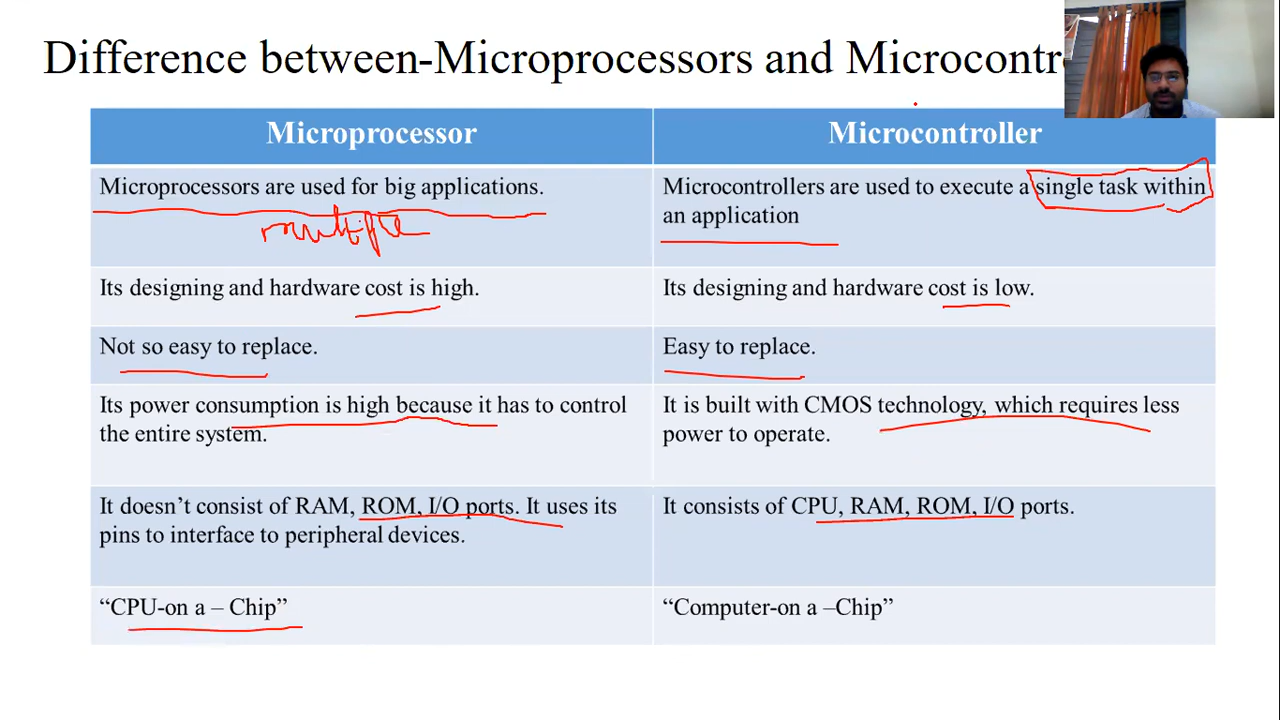 Difference between-Microprocessors and Microcontr
Microprocessor
Microcontroller
Microprocessors are used for big applications.
multiple
Microcontrollers are used to execute a single task within
an application
Its designing and hardware cost is high.
Its designing and hardware cost is low.
Not so easy to replace.
Easy to replace.
Its power consumption is high because it has to control
the entire system.
It is built with CMOS technology, which requires less
power to operate.
It doesn’t consist of RAM, ROM, I/O ports. It uses its
pins to interface to peripheral devices.
It consists of CPU, RAM, ROM, I/O ports.
“CPU-on a – Chip”
“Computer-on a –Chip”